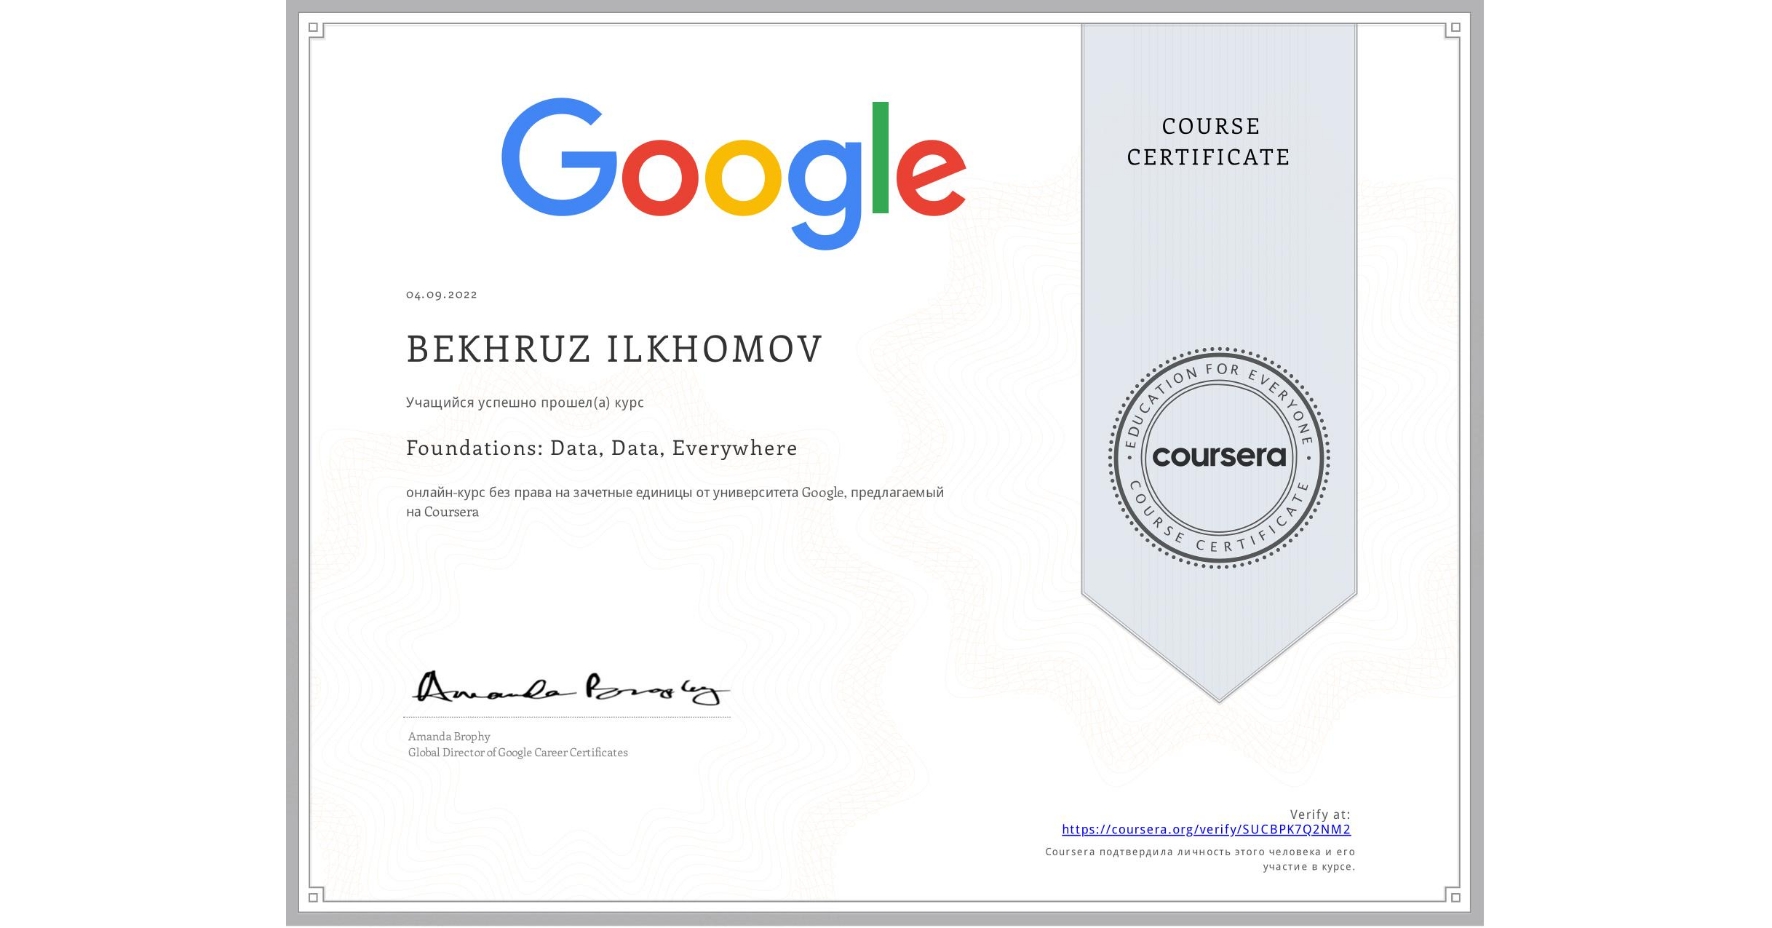 Google
COURSE
CERTIFICATE
04.09.2022
BEKHRUZ ILKHOMOV
Учащийся успешно прошел(а) курс
Foundations: Data, Data, Everywhere
онлайн-курс без права на зачетные единицы от университета Google, предлагаемый
на Coursera
EDUCATION FOR EVERYONE
coursera
COURSE CERTIFICATE
Amanda Brophy
Amanda Brophy
Global Director of Google Career Certificates
Verify at:
https://coursera.org/verify/SUCBPK7Q2NM2
Coursera подтвердила личность этого человека и его
участие в курсе.